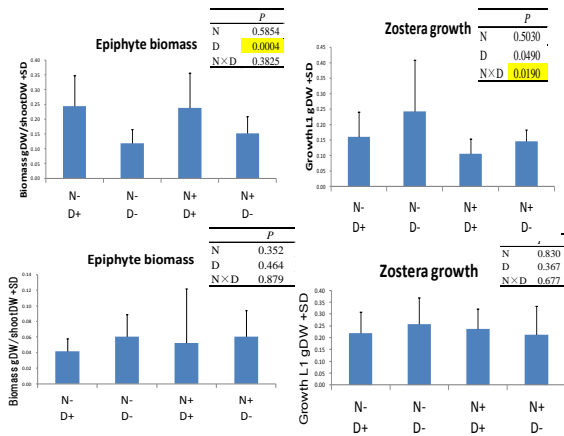 Epiphyte biomass
P
N 0.5854
D 0.0004
N×D 0.3825
Biomass gDW/shootDW +SD
0.40
0.35
0.30
0.25
0.20
0.15
0.10
0.05
0.00
N- N- N+ N+
D+ D- D+ D-
Zostera growth
P
N 0.5030
D 0.0490
N×D 0.0190
Growth L1 gDW +SD
0.45
0.40
0.35
0.30
0.25
0.20
0.15
0.10
0.05
0.00
N- N- N+ N+
D+ D- D+ D-
Epiphyte biomass
P
N 0.352
D 0.464
N×D 0.879
Biomass gDW/shootDW +SD
0.14
0.12
0.10
0.08
0.06
0.04
0.02
0.00
N- N- N+ N+
D+ D- D+ D-
Zostera growth
N 0.830
D 0.367
N×D 0.677
Growth L1 gDW +SD
0.45
0.40
0.35
0.30
0.25
0.20
0.15
0.10
0.05
0.00
N- N- N+ N+
D+ D- D+ D-